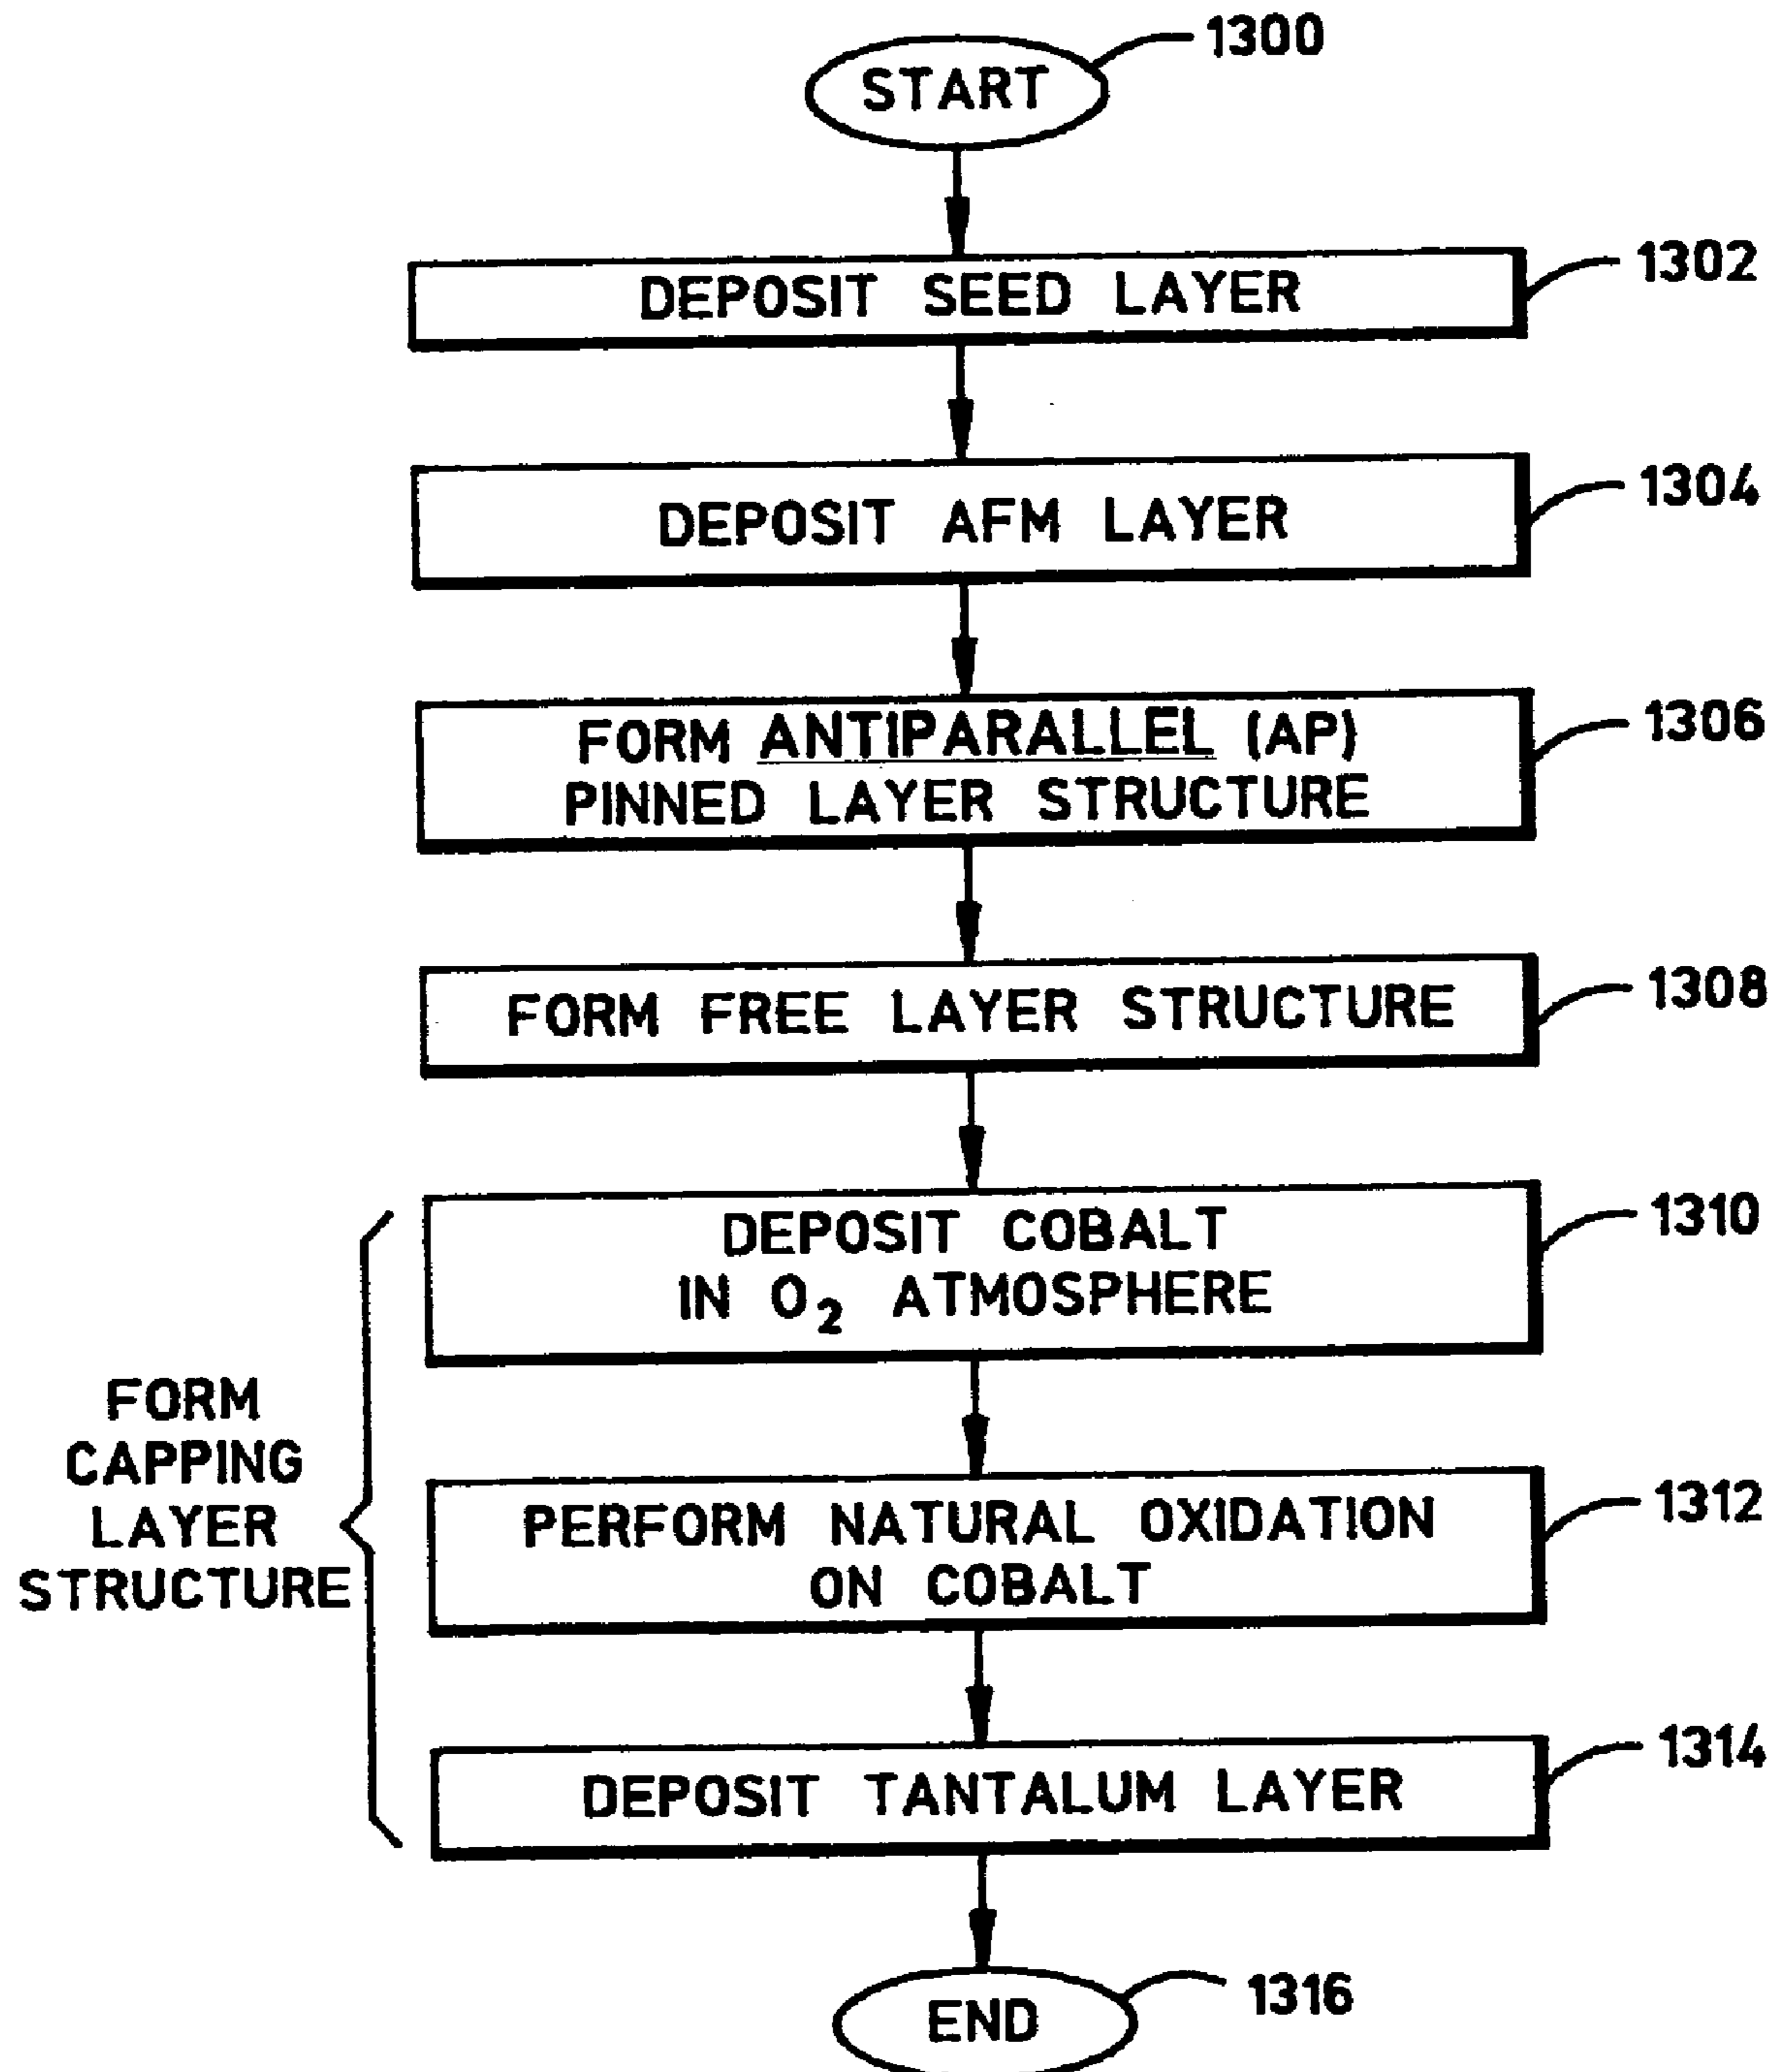 1300
START
DEPOSIT SEED LAYER
1302
DEPOSIT AFM LAYER
1304
FORM ANTIPARALLEL (AP)
PINNED LAYER STRUCTURE
1306
FORM FREE LAYER STRUCTURE
1308
FORM
CAPPING
LAYER
STRUCTURE
DEPOSIT COBALT
IN O₂ ATMOSPHERE
1310
PERFORM NATURAL OXIDATION
ON COBALT
1312
DEPOSIT TANTALUM LAYER
1314
END
1316